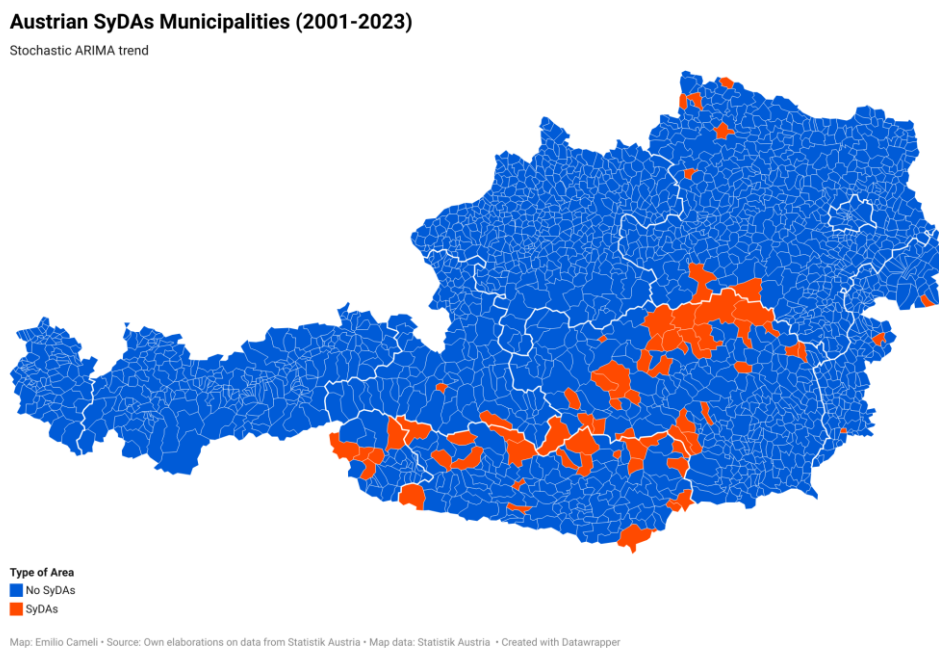 Austrian SyDAs Municipalities (2001-2023)
Stochastic ARIMA trend
Type of Area
No SyDAs
SyDAs
Map: Emilio Cameli • Source: Own elaborations on data from Statistik Austria • Map data: Statistik Austria • Created with Datawrapper